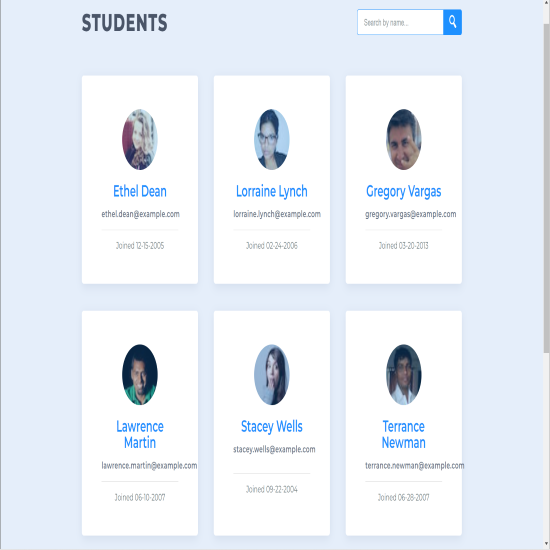 STUDENTS
Search by name...
Ethel Dean
ethel.dean@example.com
Joined 12-15-2005
Lorraine Lynch
lorraine.lynch@example.com
Joined 02-24-2006
Gregory Vargas
gregory.vargas@example.com
Joined 03-20-2013
Lawrence
Martin
lawrence.martin@example.com
Joined 06-10-2007
Stacey Wells
stacey.wells@example.com
Joined 09-22-2004
Terrance
Newman
terrance.newman@example.com
Joined 06-28-2007